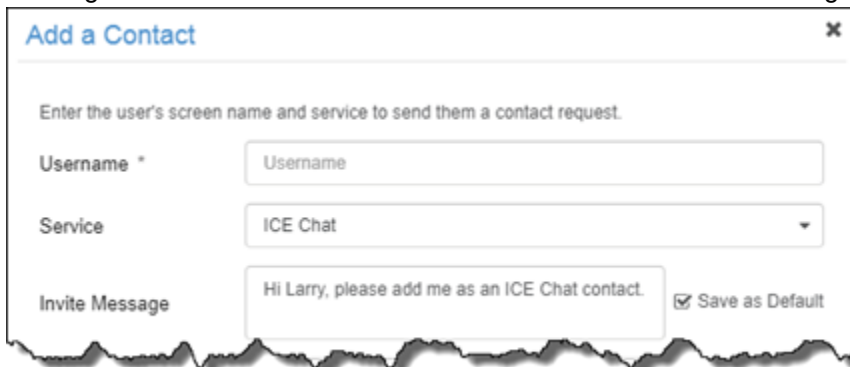 Add a Contact
Enter the user's screen name and service to send them a contact request.
Username * Username
Service ICE Chat
Invite Message Hi Larry, please add me as an ICE Chat contact. Save as Default